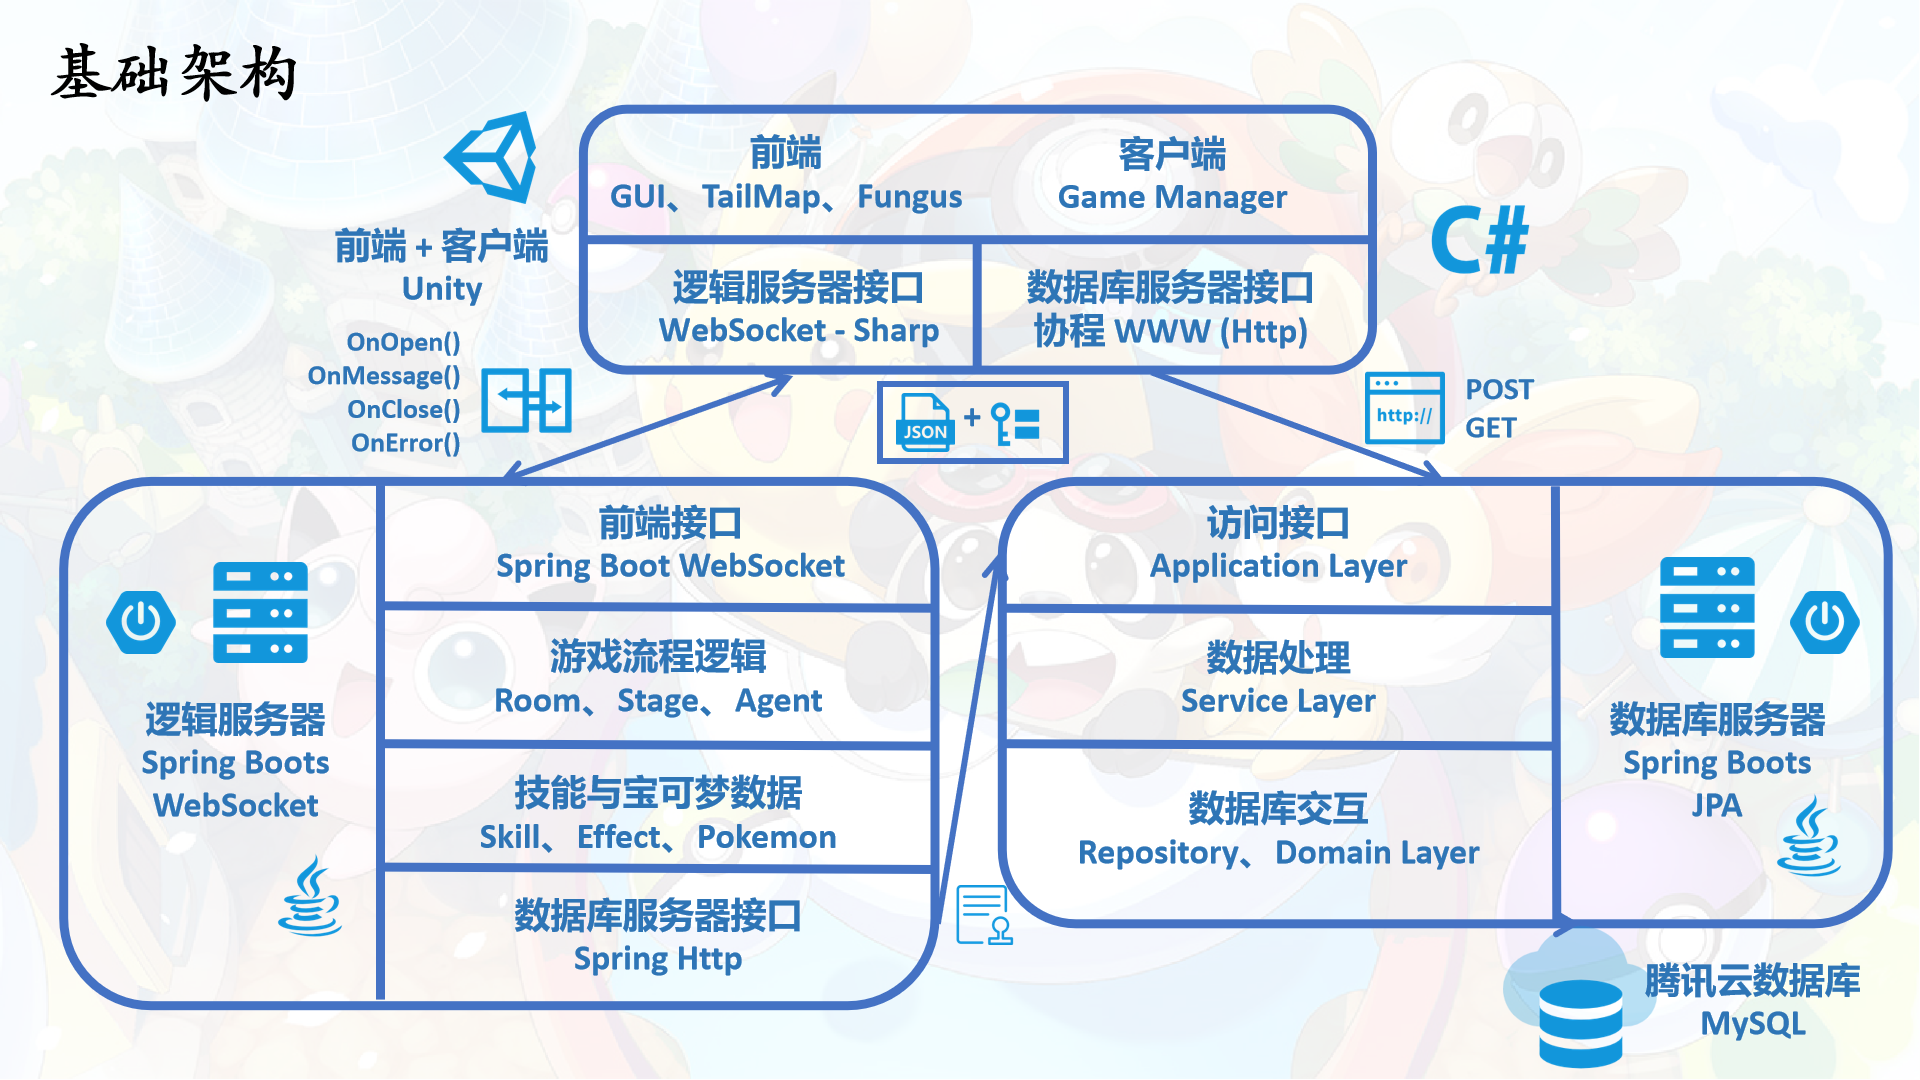 基础架构
前端
GUI、TailMap、Fungus
客户端
Game Manager
逻辑服务器接口
WebSocket - Sharp
数据库服务器接口
协程 WWW (Http)
前端 + 客户端
Unity
C#
OnOpen()
OnMessage()
OnClose()
OnError()
JSON
+
http://
POST
GET
逻辑服务器
Spring Boots
WebSocket
前端接口
Spring Boot WebSocket
游戏流程逻辑
Room、Stage、Agent
技能与宝可梦数据
Skill、Effect、Pokemon
数据库服务器接口
Spring Http
访问接口
Application Layer
数据处理
Service Layer
数据库交互
Repository、Domain Layer
数据库服务器
Spring Boots
JPA
腾讯云数据库
MySQL